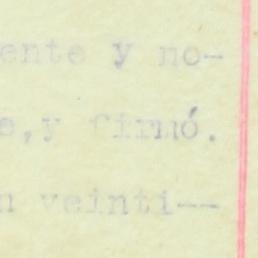 ente y no-
e,y firmó.
n veinti--